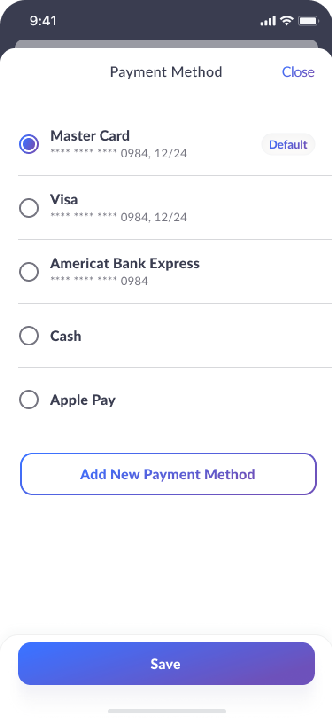 9:41
Payment Method
Close
Master Card
**** **** **** 0984, 12/24
Default
Visa
**** **** **** 0984, 12/24
Americat Bank Express
**** **** **** 0984
Cash
Apple Pay
Add New Payment Method
Save